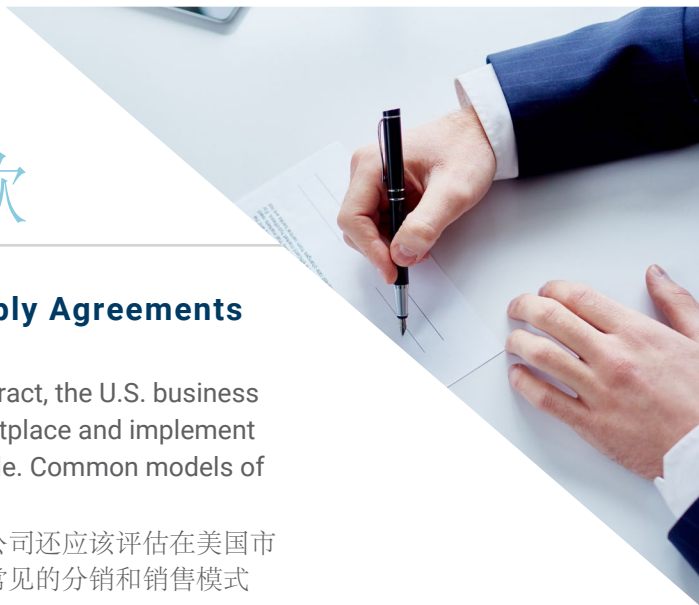 ply Agreements
ract, the U.S. business
tplace and implement
le. Common models of
公司还应该评估在美国市
常见的分销和销售模式